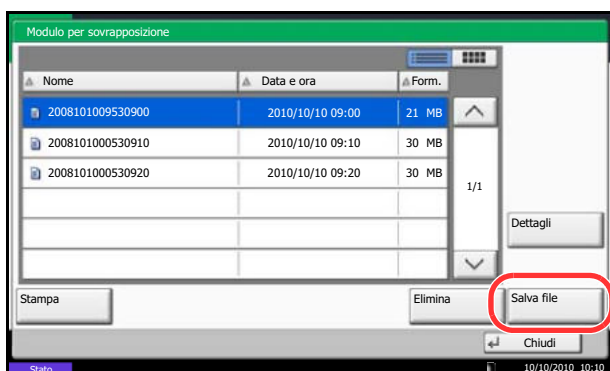 Modulo per sovrapposizione
Nome Data e ora Form.
2008101009530900 2010/10/10 09:00 21 MB
2008101000530910 2010/10/10 09:10 30 MB
2008101000530920 2010/10/10 09:20 30 MB
1/1
Dettagli
Stampa Elimina Salva file
Chiudi
Stato 10/10/2010 10:10